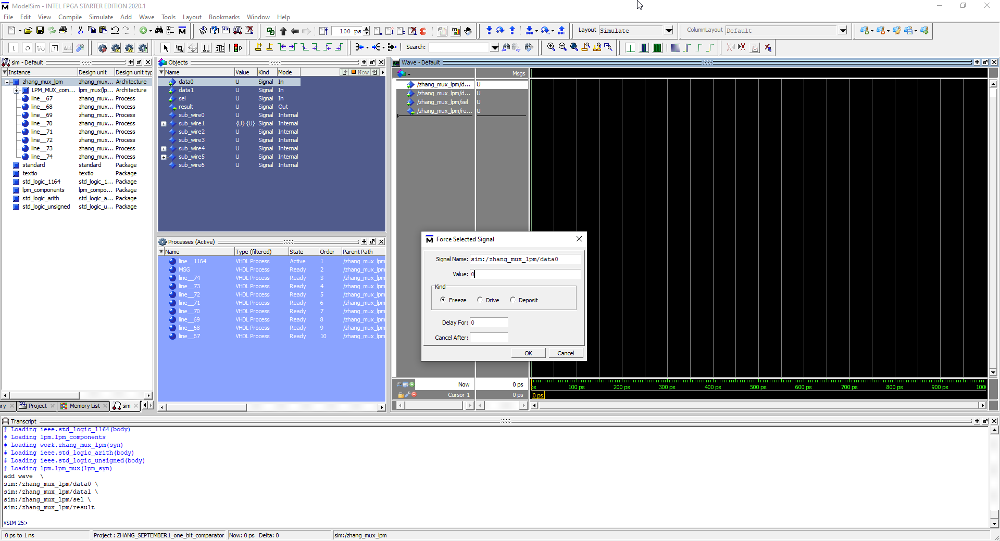 ModelSim - INTEL FPGA STARTER EDITION 2020.1
File Edit View Compile Simulate Add Wave Tools Layout Bookmarks Window Help
100 ps
Layout Simulate
ColumnLayout Default
Search:
sim - Default
Instance Design unit Design unit typ
zhang_mux_lpm zhang_mux... Architecture
LPM_MUX_com... lpm_mux(lp... Architecture
line__67 zhang_mux... Process
line__68 zhang_mux... Process
line__69 zhang_mux... Process
line__70 zhang_mux... Process
line__71 zhang_mux... Process
line__72 zhang_mux... Process
line__73 zhang_mux... Process
line__74 zhang_mux... Process
standard standard Package
textio textio Package
std_logic_1164 std_logic_1... Package
lpm_components lpm_compo... Package
std_logic_arith std_logic_a... Package
std_logic_unsigned std_logic_u... Package
ry Project Memory List sim
Objects
Name Value Kind Mode Now
data0 U Signal In
data1 U Signal In
sel U Signal In
result U Signal Out
sub_wire0 U Signal Internal
sub_wire1 {U} {U} Signal Internal
sub_wire2 U Signal Internal
sub_wire3 U Signal Internal
sub_wire4 U Signal Internal
sub_wire5 U Signal Internal
sub_wire6 U Signal Internal
Processes (Active)
Name Type (filtered) State Order Parent Path
line__1164 VHDL Process Active 1 /zhang_mux_lpm
MSG VHDL Process Ready 2 /zhang_mux_lpm
line__74 VHDL Process Ready 3 /zhang_mux_lpm
line__73 VHDL Process Ready 4 /zhang_mux_lpm
line__72 VHDL Process Ready 5 /zhang_mux_lpm
line__71 VHDL Process Ready 6 /zhang_mux_lpm
line__70 VHDL Process Ready 7 /zhang_mux_lpm
line__69 VHDL Process Ready 8 /zhang_mux_lpm
line__68 VHDL Process Ready 9 /zhang_mux_lpm
line__67 VHDL Process Ready 10 /zhang_mux_lpm
Wave - Default
Msgs
/zhang_mux_lpm/d... U
/zhang_mux_lpm/d... U
/zhang_mux_lpm/sel U
/zhang_mux_lpm/re... U
Force Selected Signal
Signal Name: sim:/zhang_mux_lpm/data0
Value: 0
Kind
Freeze Drive Deposit
Delay For: 0
Cancel After:
OK Cancel
Now 0 ps
ps 100 ps 200 ps 300 ps 400 ps 500 ps 600 ps 700 ps 800 ps 900 ps 100
Cursor 1 0 ps
0 ps
Transcript
# Loading ieee.std_logic_1164(body)
# Loading lpm.lpm_components
# Loading work.zhang_mux_lpm(syn)
# Loading ieee.std_logic_arith(body)
# Loading ieee.std_logic_unsigned(body)
# Loading lpm.lpm_mux(lpm_syn)
add wave \
sim:/zhang_mux_lpm/data0 \
sim:/zhang_mux_lpm/data1 \
sim:/zhang_mux_lpm/sel \
sim:/zhang_mux_lpm/result
VSIM 25>
0 ps to 1 ns
Project : ZHANG_SEPTEMBER1_one_bit_comparator
Now: 0 ps Delta: 0
sim:/zhang_mux_lpm